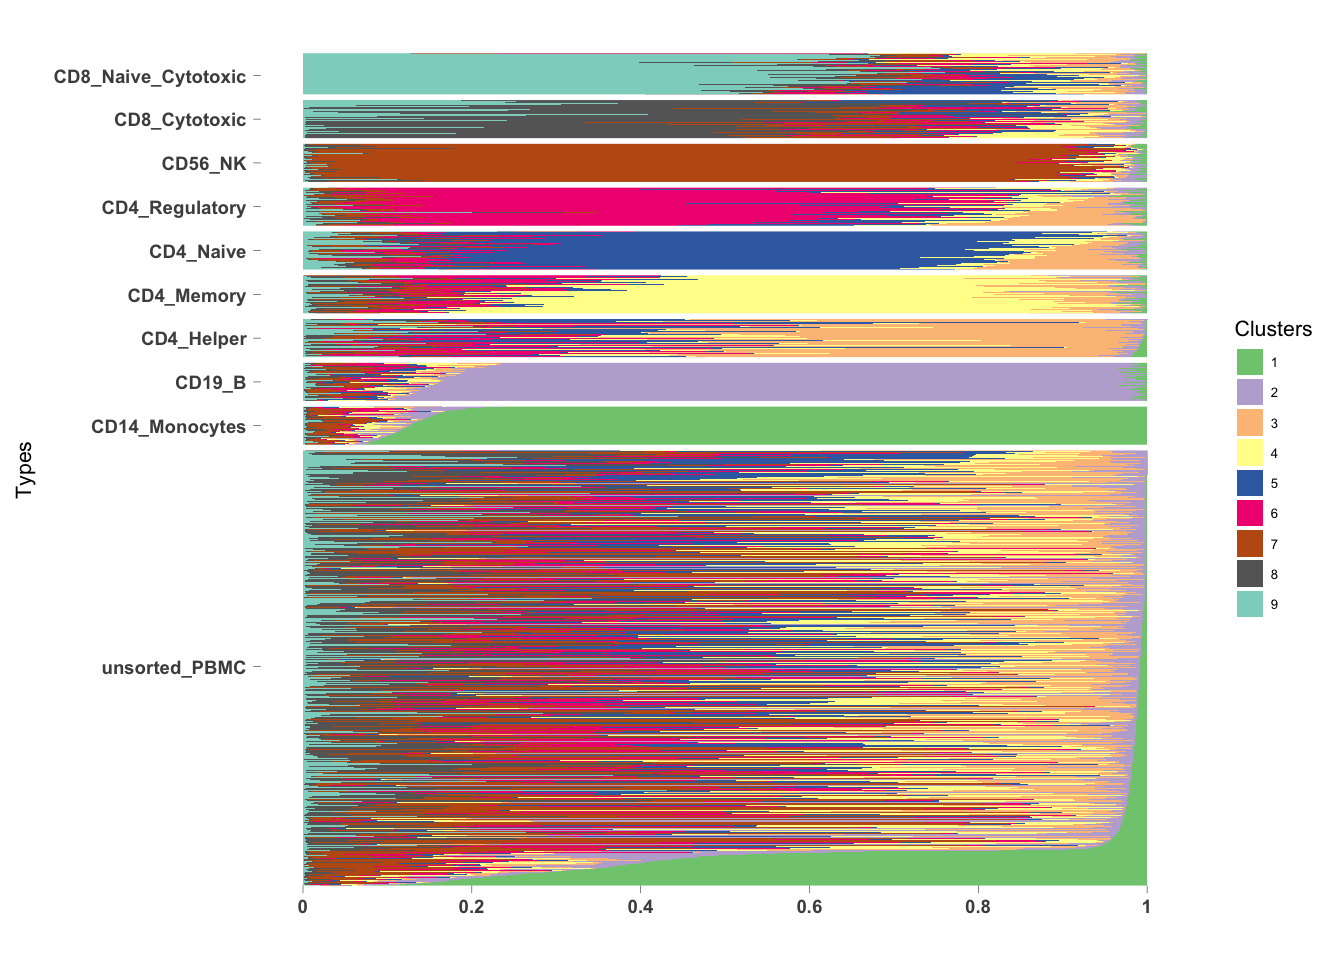 CD8_Naive_Cytotoxic
CD8_Cytotoxic
CD56_NK
CD4_Regulatory
CD4_Naive
CD4_Memory
CD4_Helper
CD19_B
CD14_Monocytes
unsorted_PBMC
Types
0 0.2 0.4 0.6 0.8 1
Clusters
1
2
3
4
5
6
7
8
9